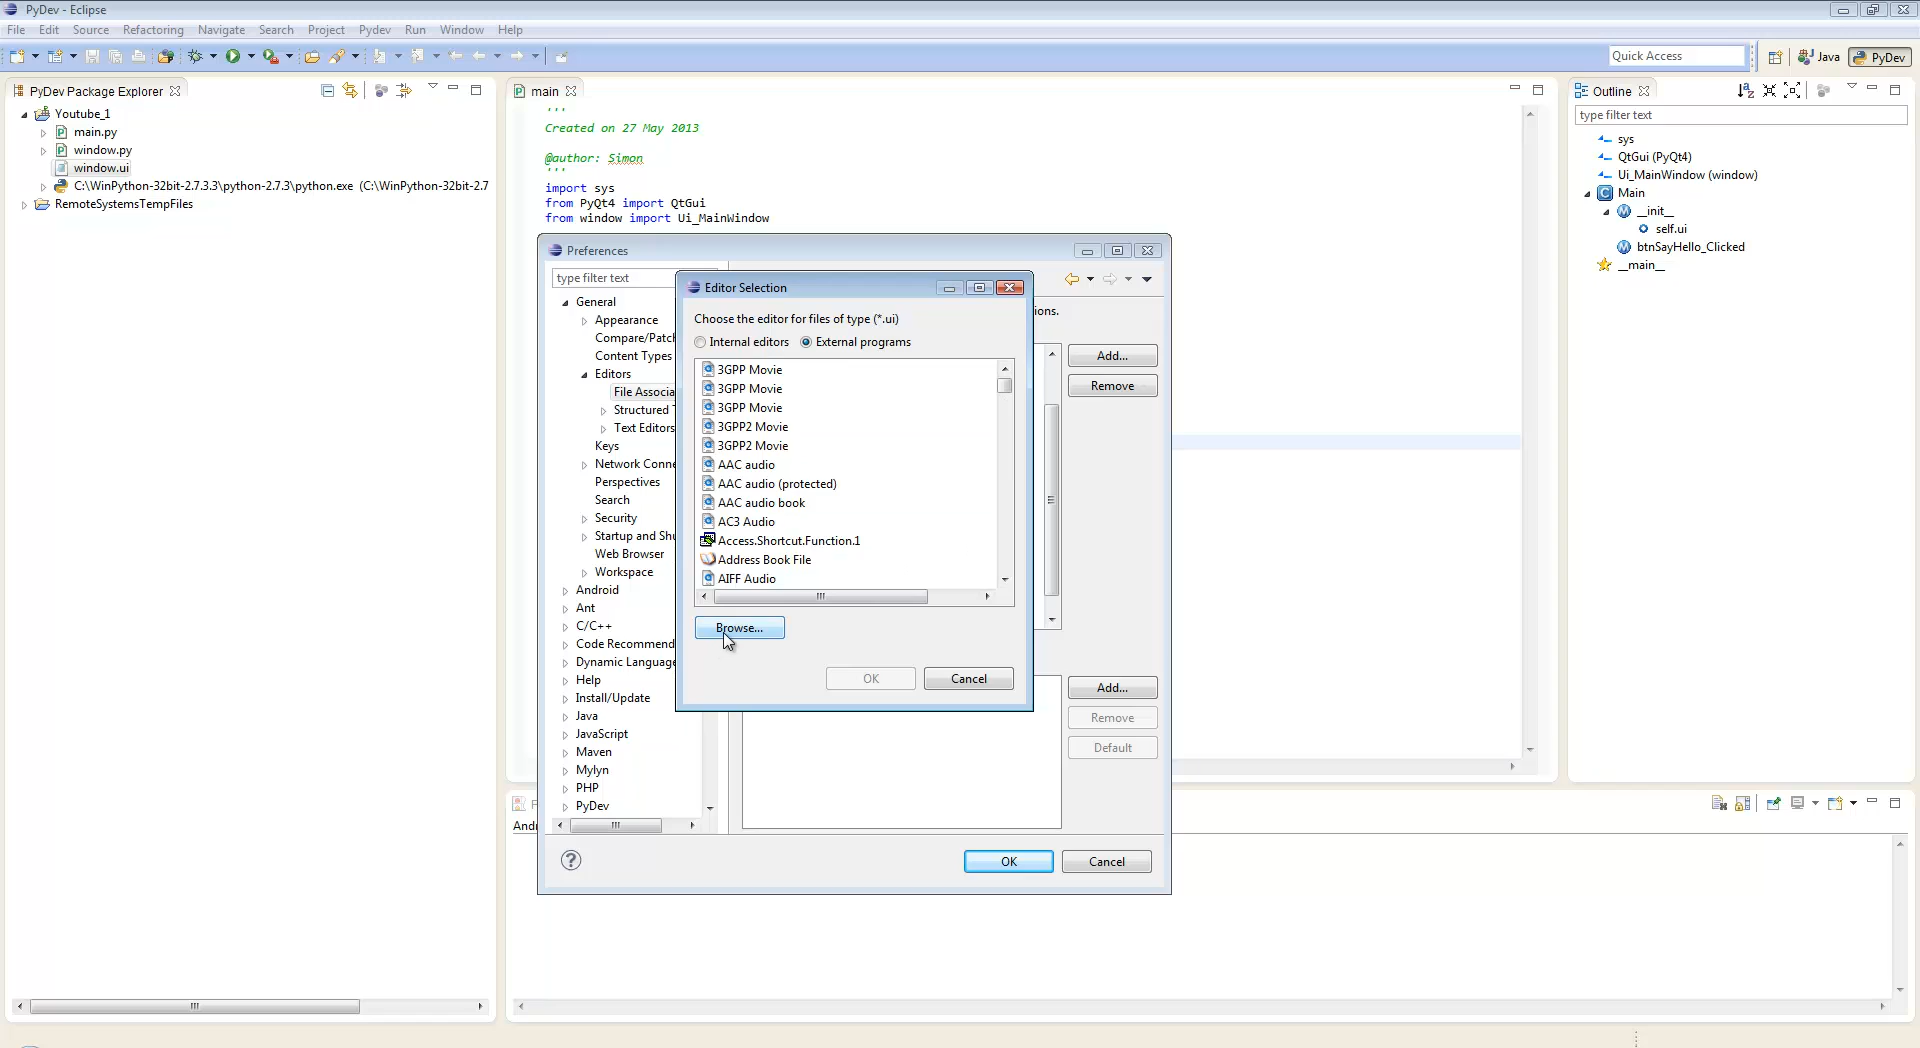 PyDev - Eclipse
File Edit Source Refactoring Navigate Search Project Pydev Run Window Help
Quick Access
Java
PyDev
PyDev Package Explorer
Youtube_1
main.py
window.py
window.ui
C:\WinPython-32bit-2.7.3.3\python-2.7.3\python.exe (C:\WinPython-32bit-2.7
RemoteSystemsTempFiles
main
'''
Created on 27 May 2013
@author: Simon
'''
import sys
from PyQt4 import QtGui
from window import Ui_MainWindow
Preferences
type filter text
General
Appearance
Compare/Patch
Content Types
Editors
File Associa
Structured T
Text Editors
Keys
Network Conne
Perspectives
Search
Security
Startup and Shu
Web Browser
Workspace
Android
Ant
C/C++
Code Recommend
Dynamic Language
Help
Install/Update
Java
JavaScript
Maven
Mylyn
PHP
PyDev
ions.
Add...
Remove
Add...
Remove
Default
OK
Cancel
Editor Selection
Choose the editor for files of type (*.ui)
Internal editors
External programs
3GPP Movie
3GPP Movie
3GPP Movie
3GPP2 Movie
3GPP2 Movie
AAC audio
AAC audio (protected)
AAC audio book
AC3 Audio
Access.Shortcut.Function.1
Address Book File
AIFF Audio
Browse...
OK
Cancel
Outline
type filter text
sys
QtGui (PyQt4)
Ui_MainWindow (window)
Main
__init__
self.ui
btnSayHello_Clicked
__main__
Andr